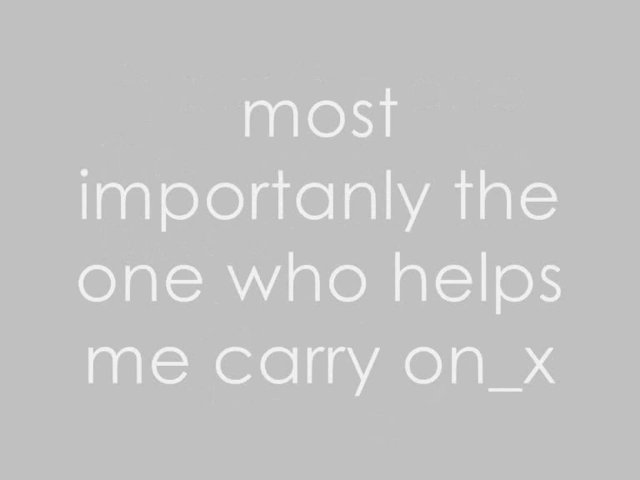 most
importanly the
one who helps
me carry on_x